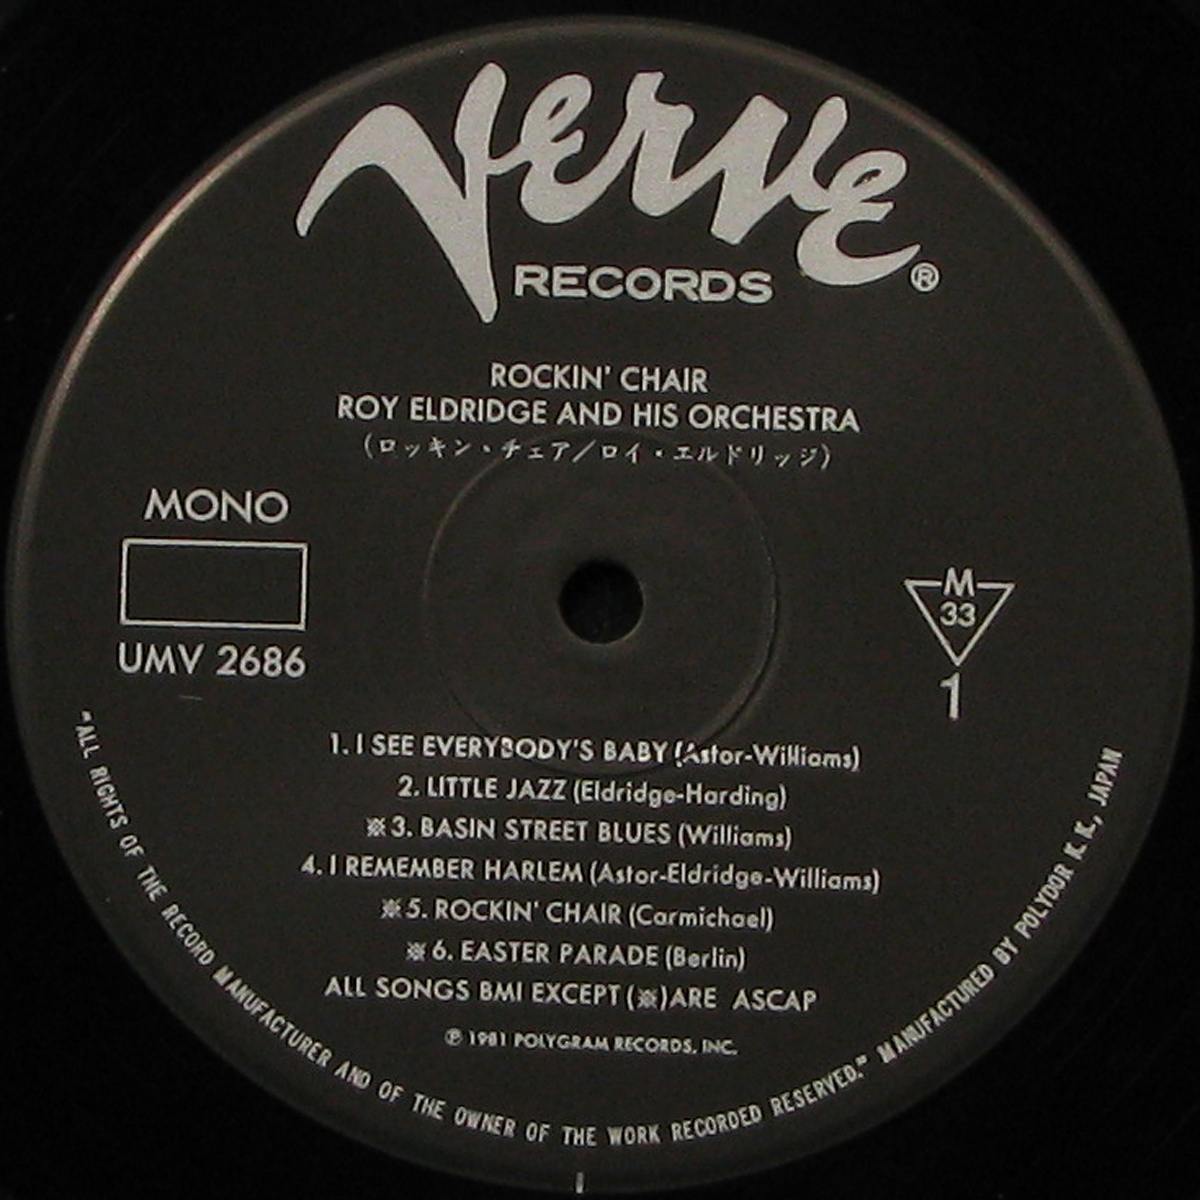 Verve
RECORDS ®
ROCKIN' CHAIR
ROY ELDRIDGE AND HIS ORCHESTRA
(ロッキン・チェア/ロイ・エルドリッジ)
MONO
UMV 2686
M
33
1
1. I SEE EVERYBODY'S BABY (Astor-Williams)
2. LITTLE JAZZ (Eldridge-Harding)
※3. BASIN STREET BLUES (Williams)
4. I REMEMBER HARLEM (Astor-Eldridge-Williams)
※5. ROCKIN' CHAIR (Carmichael)
※6. EASTER PARADE (Berlin)
ALL SONGS BMI EXCEPT (※) ARE ASCAP
℗ 1981 POLYGRAM RECORDS, INC.
"ALL RIGHTS OF THE RECORD MANUFACTURER AND OF THE OWNER OF THE WORK RECORDED RESERVED." MANUFACTURED BY POLYDOR K. K., JAPAN